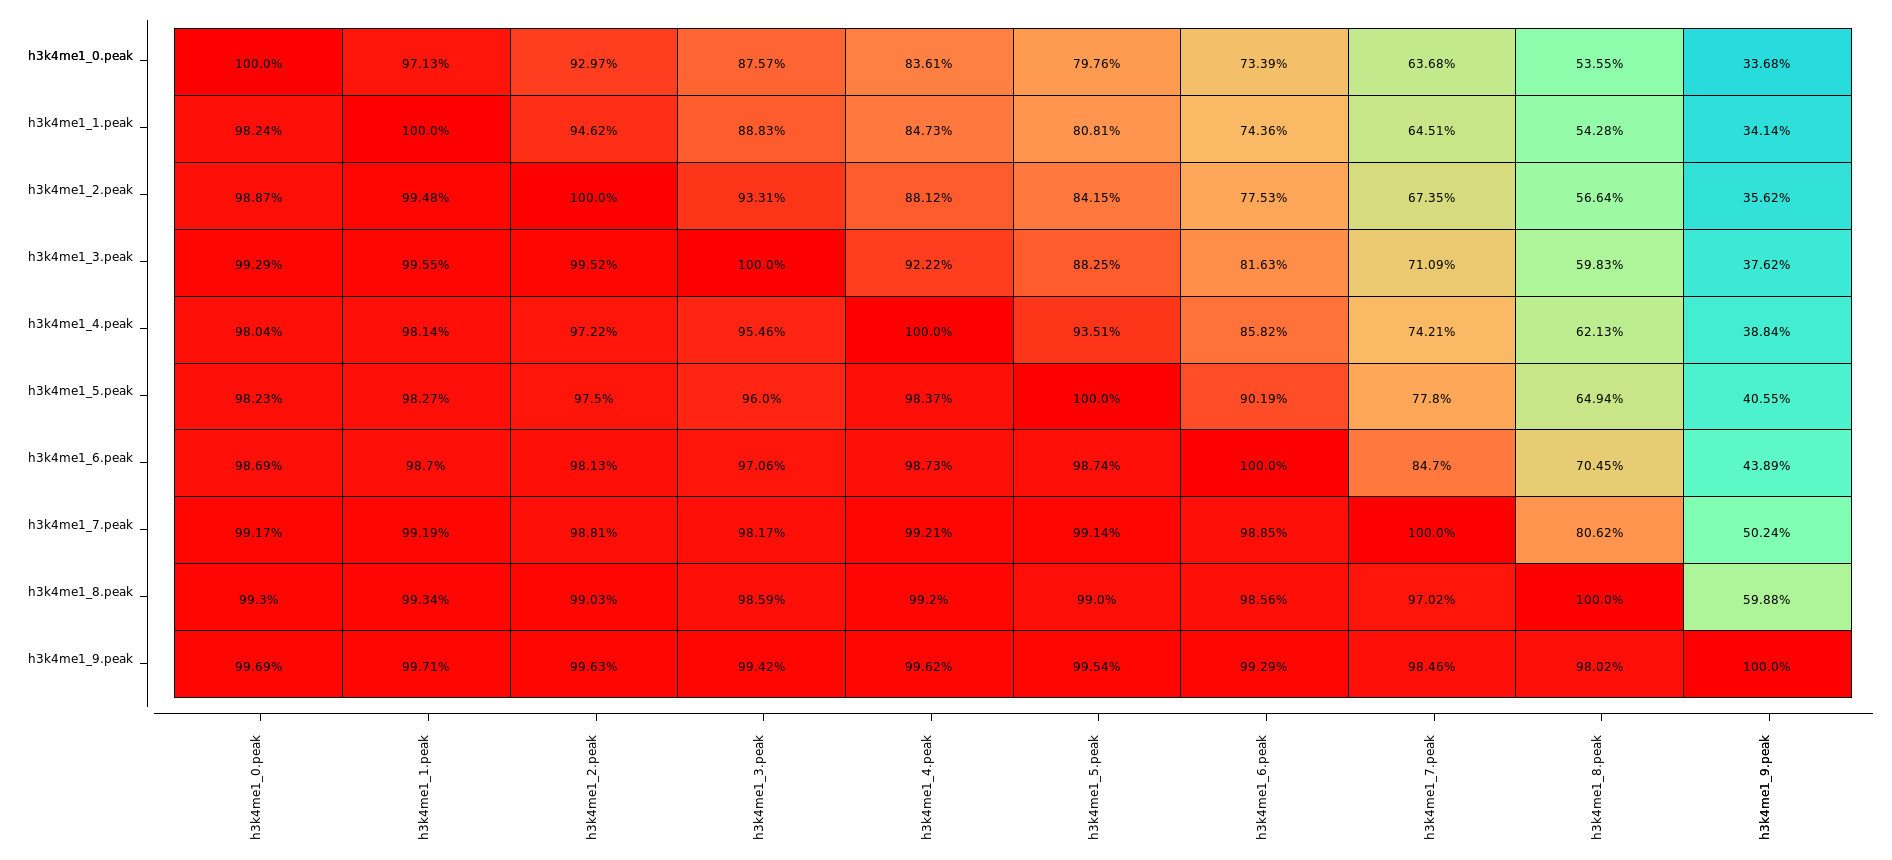 h3k4me1_0.peak 100.0% 97.13% 92.97% 87.57% 83.61% 79.76% 73.39% 63.68% 53.55% 33.68%
h3k4me1_1.peak 98.24% 100.0% 94.62% 88.83% 84.73% 80.81% 74.36% 64.51% 54.28% 34.14%
h3k4me1_2.peak 98.87% 99.48% 100.0% 93.31% 88.12% 84.15% 77.53% 67.35% 56.64% 35.62%
h3k4me1_3.peak 99.29% 99.55% 99.52% 100.0% 92.22% 88.25% 81.63% 71.09% 59.83% 37.62%
h3k4me1_4.peak 98.04% 98.14% 97.22% 95.46% 100.0% 93.51% 85.82% 74.21% 62.13% 38.84%
h3k4me1_5.peak 98.23% 98.27% 97.5% 96.0% 98.37% 100.0% 90.19% 77.8% 64.94% 40.55%
h3k4me1_6.peak 98.69% 98.7% 98.13% 97.06% 98.73% 98.74% 100.0% 84.7% 70.45% 43.89%
h3k4me1_7.peak 99.17% 99.19% 98.81% 98.17% 99.21% 99.14% 98.85% 100.0% 80.62% 50.24%
h3k4me1_8.peak 99.3% 99.34% 99.03% 98.59% 99.2% 99.0% 98.56% 97.02% 100.0% 59.88%
h3k4me1_9.peak 99.69% 99.71% 99.63% 99.42% 99.62% 99.54% 99.29% 98.46% 98.02% 100.0%
h3k4me1_0.peak
h3k4me1_1.peak
h3k4me1_2.peak
h3k4me1_3.peak
h3k4me1_4.peak
h3k4me1_5.peak
h3k4me1_6.peak
h3k4me1_7.peak
h3k4me1_8.peak
h3k4me1_9.peak